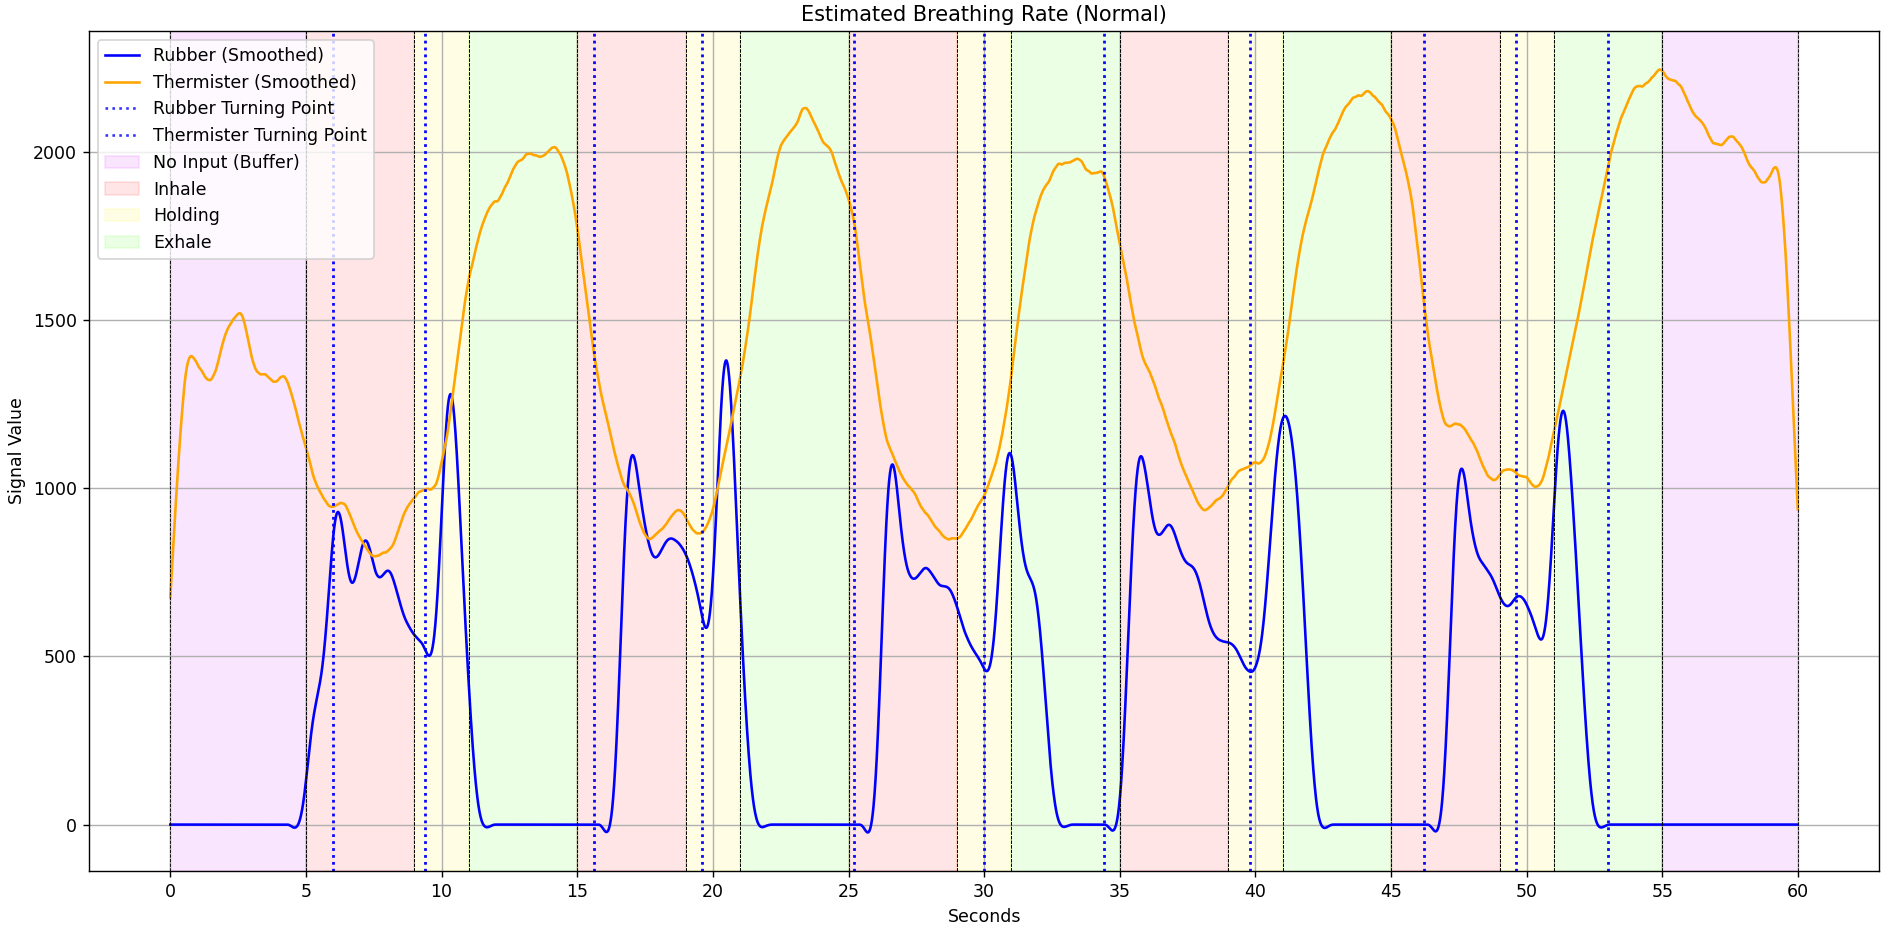 Estimated Breathing Rate (Normal)
Rubber (Smoothed)
Thermister (Smoothed)
Rubber Turning Point
Thermister Turning Point
No Input (Buffer)
Inhale
Holding
Exhale
Signal Value
2000
1500
1000
500
0
0 5 10 15 20 25 30 35 40 45 50 55 60
Seconds